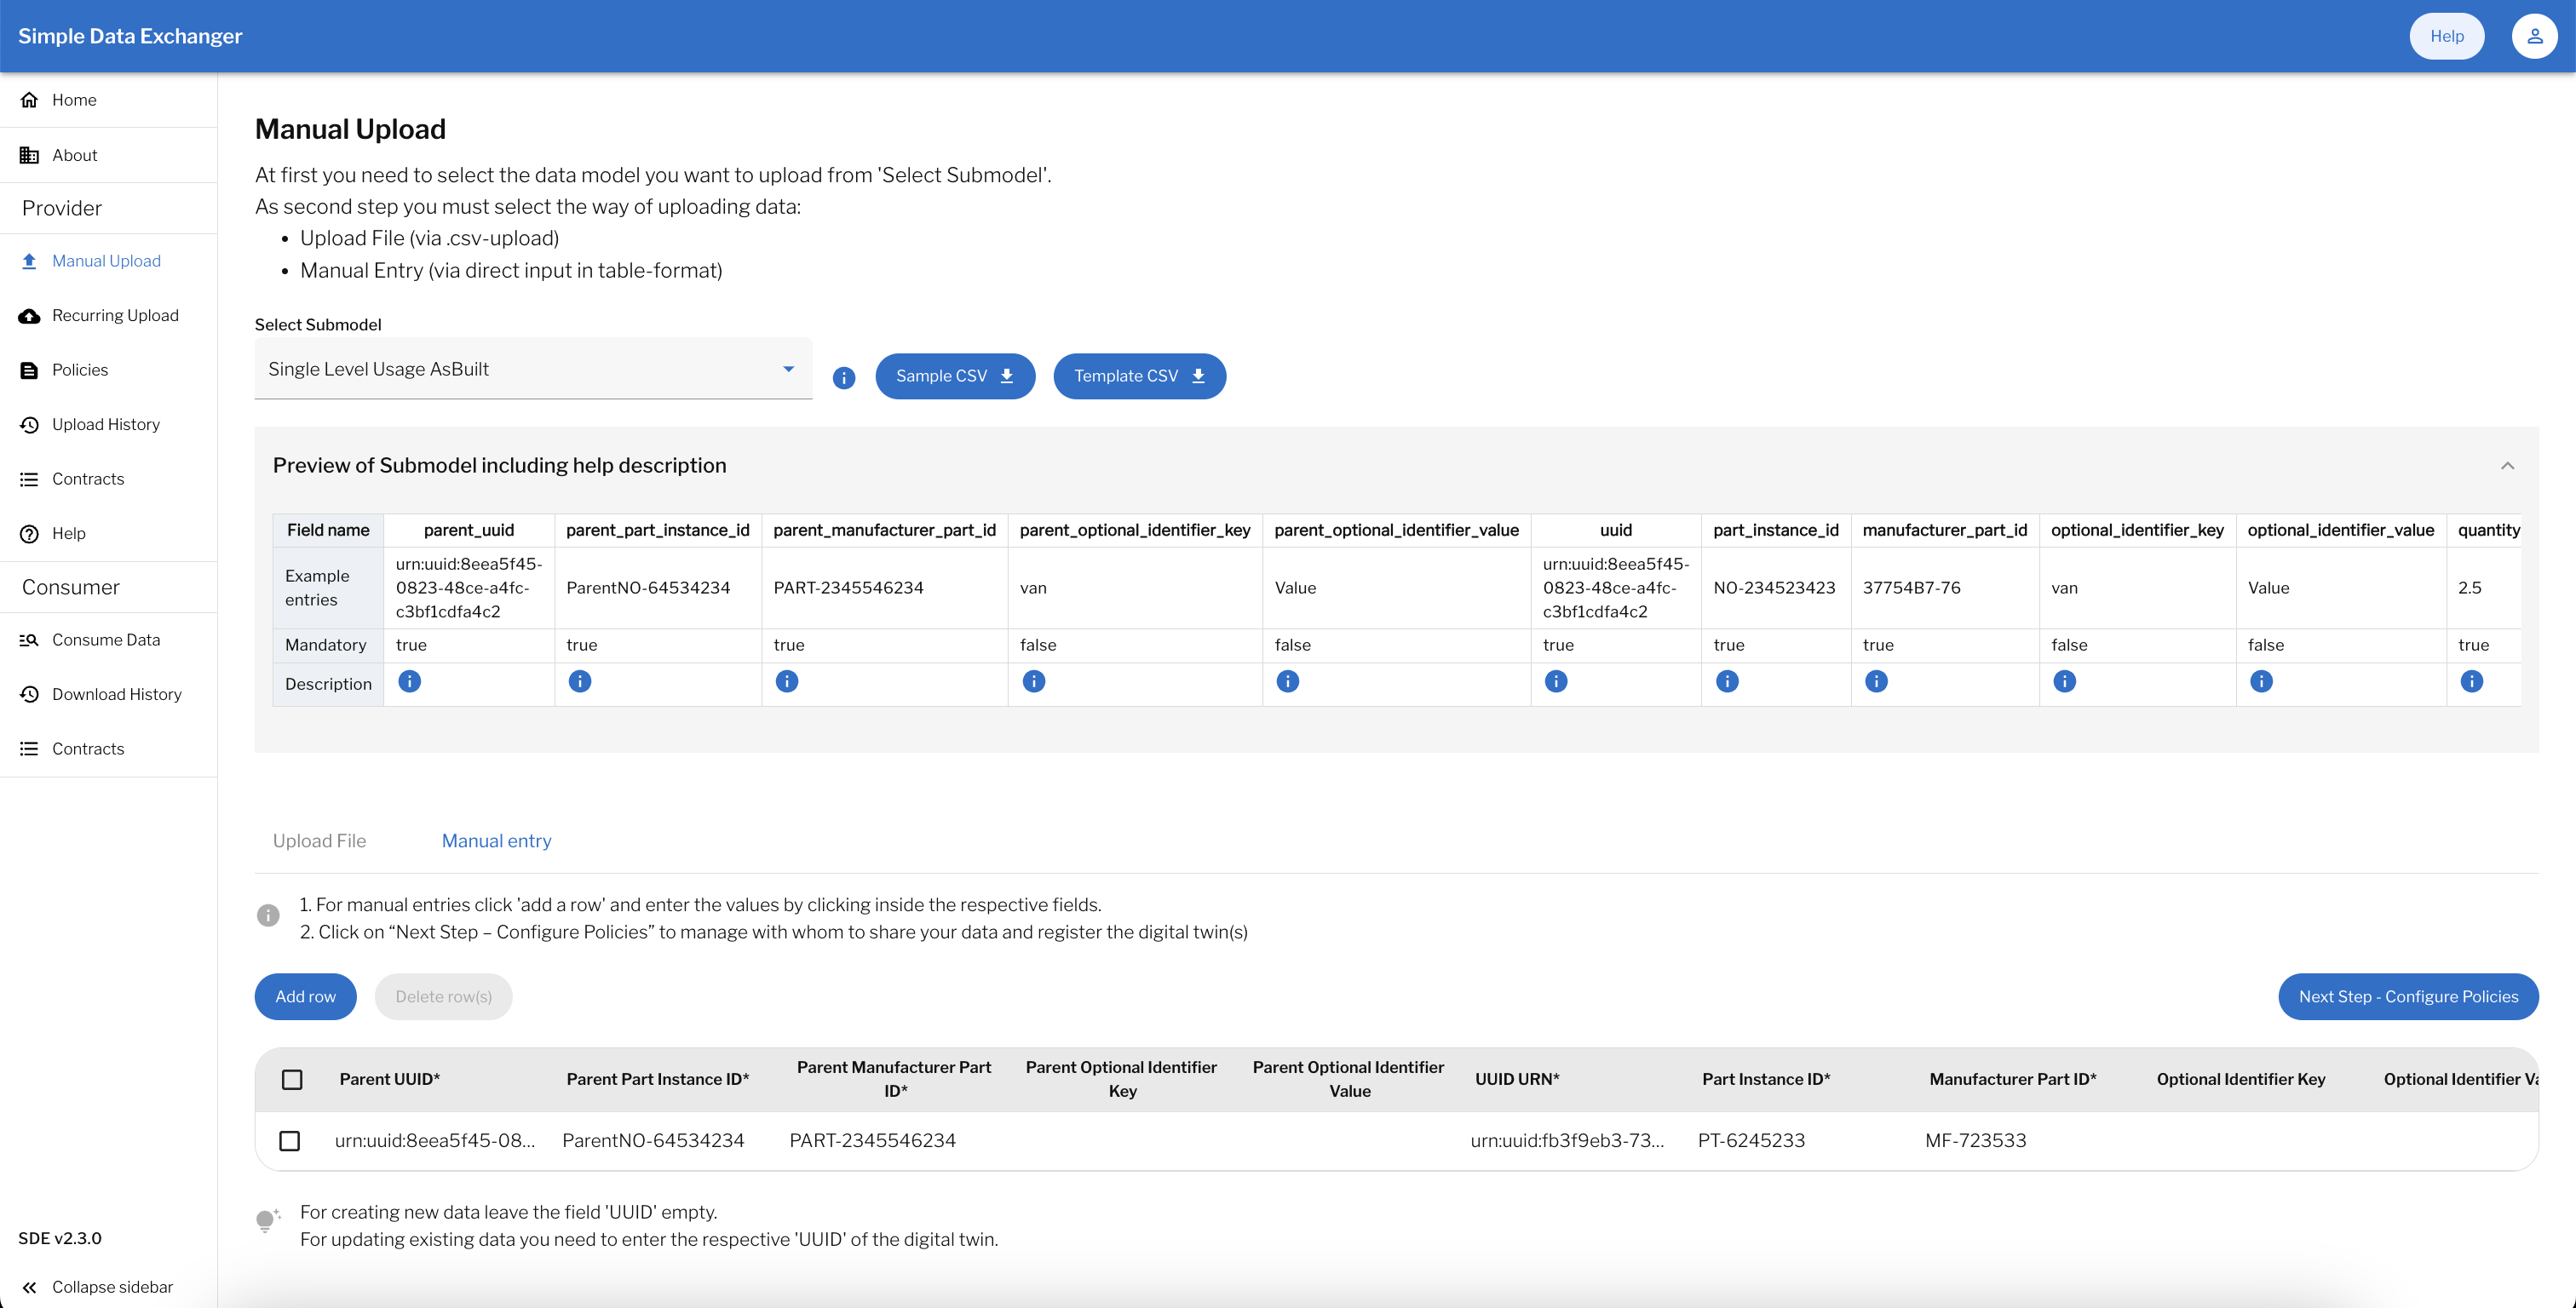 Simple Data Exchanger
Help
Home
About
Provider
Manual Upload
Recurring Upload
Policies
Upload History
Contracts
Help
Consumer
Consume Data
Download History
Contracts
SDE v2.3.0
Collapse sidebar
Manual Upload
At first you need to select the data model you want to upload from 'Select Submodel'.
As second step you must select the way of uploading data:
• Upload File (via .csv-upload)
• Manual Entry (via direct input in table-format)
Select Submodel
Single Level Usage AsBuilt
Sample CSV
Template CSV
Preview of Submodel including help description
Field name parent_uuid parent_part_instance_id parent_manufacturer_part_id parent_optional_identifier_key parent_optional_identifier_value uuid part_instance_id manufacturer_part_id optional_identifier_key optional_identifier_value quantity
Example entries urn:uuid:8eea5f45-0823-48ce-a4fc-c3bf1cdfa4c2 ParentNO-64534234 PART-2345546234 van Value urn:uuid:8eea5f45-0823-48ce-a4fc-c3bf1cdfa4c2 NO-234523423 37754B7-76 van Value 2.5
Mandatory true true true false false true true true false false true
Description
Upload File
Manual entry
1. For manual entries click 'add a row' and enter the values by clicking inside the respective fields.
2. Click on “Next Step – Configure Policies” to manage with whom to share your data and register the digital twin(s)
Add row
Delete row(s)
Next Step - Configure Policies
Parent UUID* Parent Part Instance ID* Parent Manufacturer Part ID* Parent Optional Identifier Key Parent Optional Identifier Value UUID URN* Part Instance ID* Manufacturer Part ID* Optional Identifier Key Optional Identifier Va
urn:uuid:8eea5f45-08... ParentNO-64534234 PART-2345546234 urn:uuid:fb3f9eb3-73... PT-6245233 MF-723533
For creating new data leave the field 'UUID' empty.
For updating existing data you need to enter the respective 'UUID' of the digital twin.